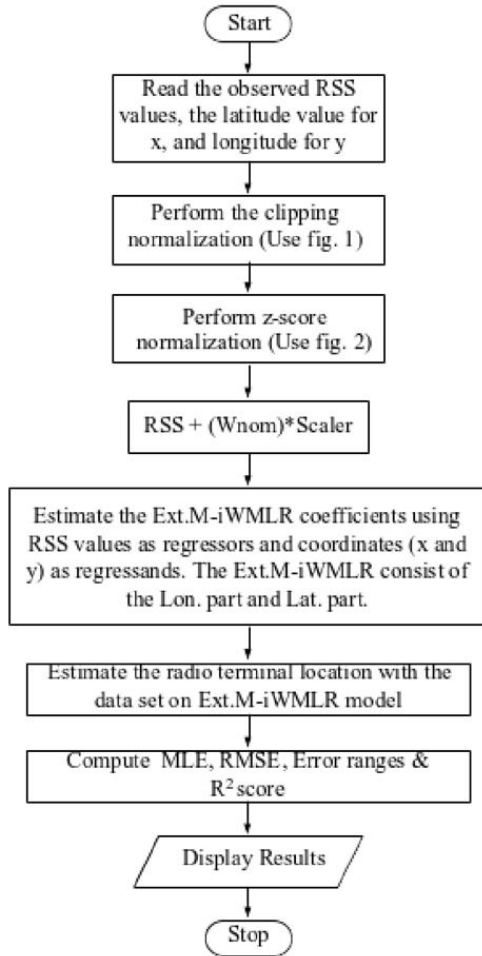 Start
Read the observed RSS
values, the latitude value for
x, and longitude for y
Perform the clipping
normalization (Use fig. 1)
Perform z-score
normalization (Use fig. 2)
RSS + (Wnom)*Scaler
Estimate the Ext.M-iWMLR coefficients using
RSS values as regressors and coordinates (x and
y) as regressands. The Ext.M-iWMLR consist of
the Lon. part and Lat. part.
Estimate the radio terminal location with the
data set on Ext.M-iWMLR model
Compute MLE, RMSE, Error ranges &
R² score
Display Results
Stop